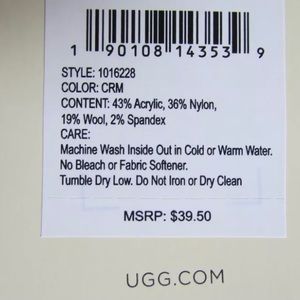 1 90108 14353 9
STYLE: 1016228
COLOR: CRM
CONTENT: 43% Acrylic, 36% Nylon,
19% Wool, 2% Spandex
CARE:
Machine Wash Inside Out in Cold or Warm Water.
No Bleach or Fabric Softener.
Tumble Dry Low. Do Not Iron or Dry Clean
MSRP: $39.50
UGG.COM